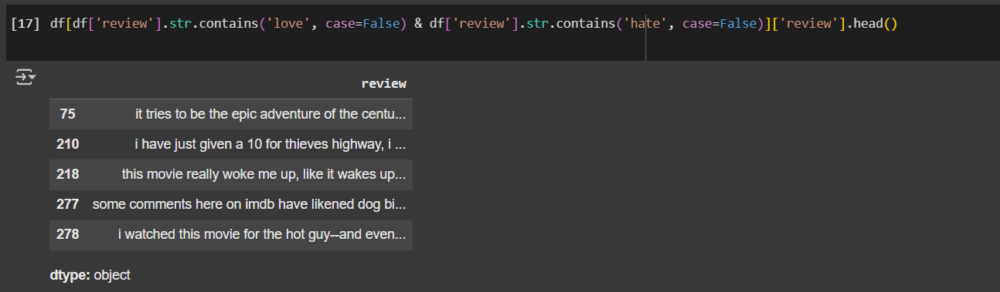 [17] df[df['review'].str.contains('love', case=False) & df['review'].str.contains('hate', case=False)]['review'].head()
review
75 it tries to be the epic adventure of the centu...
210 i have just given a 10 for thieves highway, i ...
218 this movie really woke me up, like it wakes up...
277 some comments here on imdb have likened dog bi...
278 i watched this movie for the hot guy--and even...
dtype: object